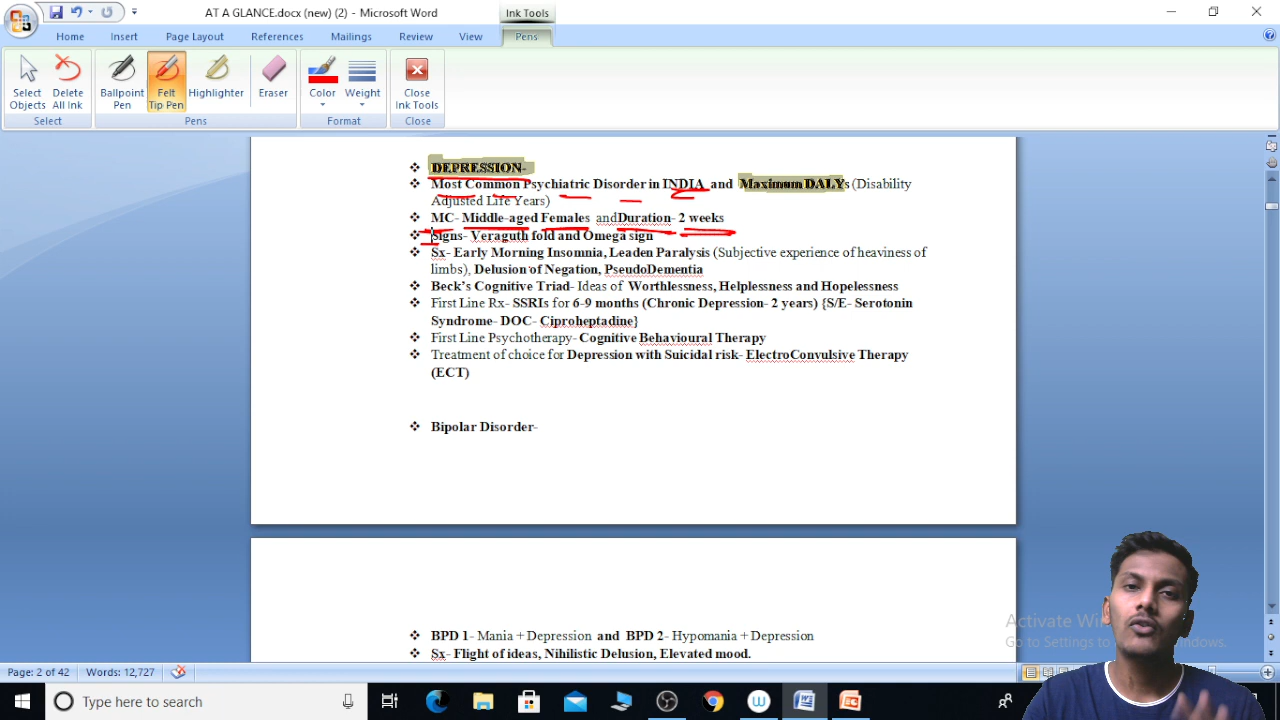 AT A GLANCE.docx (new) (2) - Microsoft Word
Ink Tools
Home Insert Page Layout References Mailings Review View Pens
Select Objects
Delete All Ink
Ballpoint Pen
Felt Tip Pen
Highlighter
Eraser
Color
Weight
Close Ink Tools
Select Pens Format Close
DEPRESSION-
Most Common Psychiatric Disorder in INDIA and Maximum DALYs (Disability
Adjusted Life Years)
MC- Middle-aged Females andDuration- 2 weeks
Signs- Veraguth fold and Omega sign
Sx- Early Morning Insomnia, Leaden Paralysis (Subjective experience of heaviness of
limbs), Delusion of Negation, PseudoDementia
Beck's Cognitive Triad- Ideas of Worthlessness, Helplessness and Hopelessness
First Line Rx- SSRIs for 6-9 months (Chronic Depression- 2 years) {S/E- Serotonin
Syndrome- DOC- Ciproheptadine}
First Line Psychotherapy- Cognitive Behavioural Therapy
Treatment of choice for Depression with Suicidal risk- ElectroConvulsive Therapy
(ECT)
Bipolar Disorder-
BPD 1- Mania + Depression and BPD 2- Hypomania + Depression
Sx- Flight of ideas, Nihilistic Delusion, Elevated mood.
Activate Wi
Go to Settings to indows.
Page: 2 of 42 Words: 12,727
Type here to search